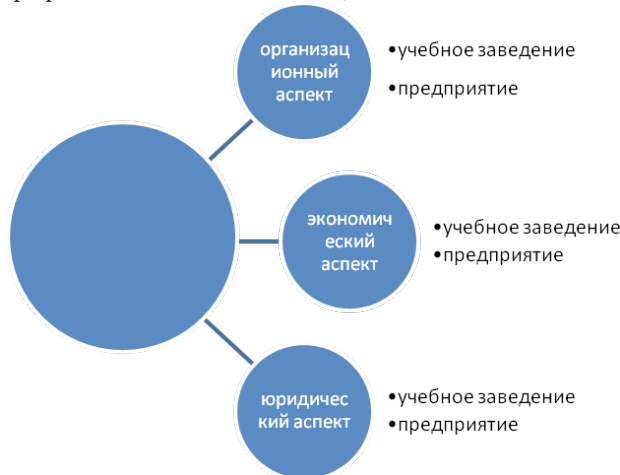 организац
ионный
аспект
•учебное заведение
•предприятие
экономич
еский
аспект
•учебное заведение
•предприятие
юридичес
кий аспект
•учебное заведение
•предприятие